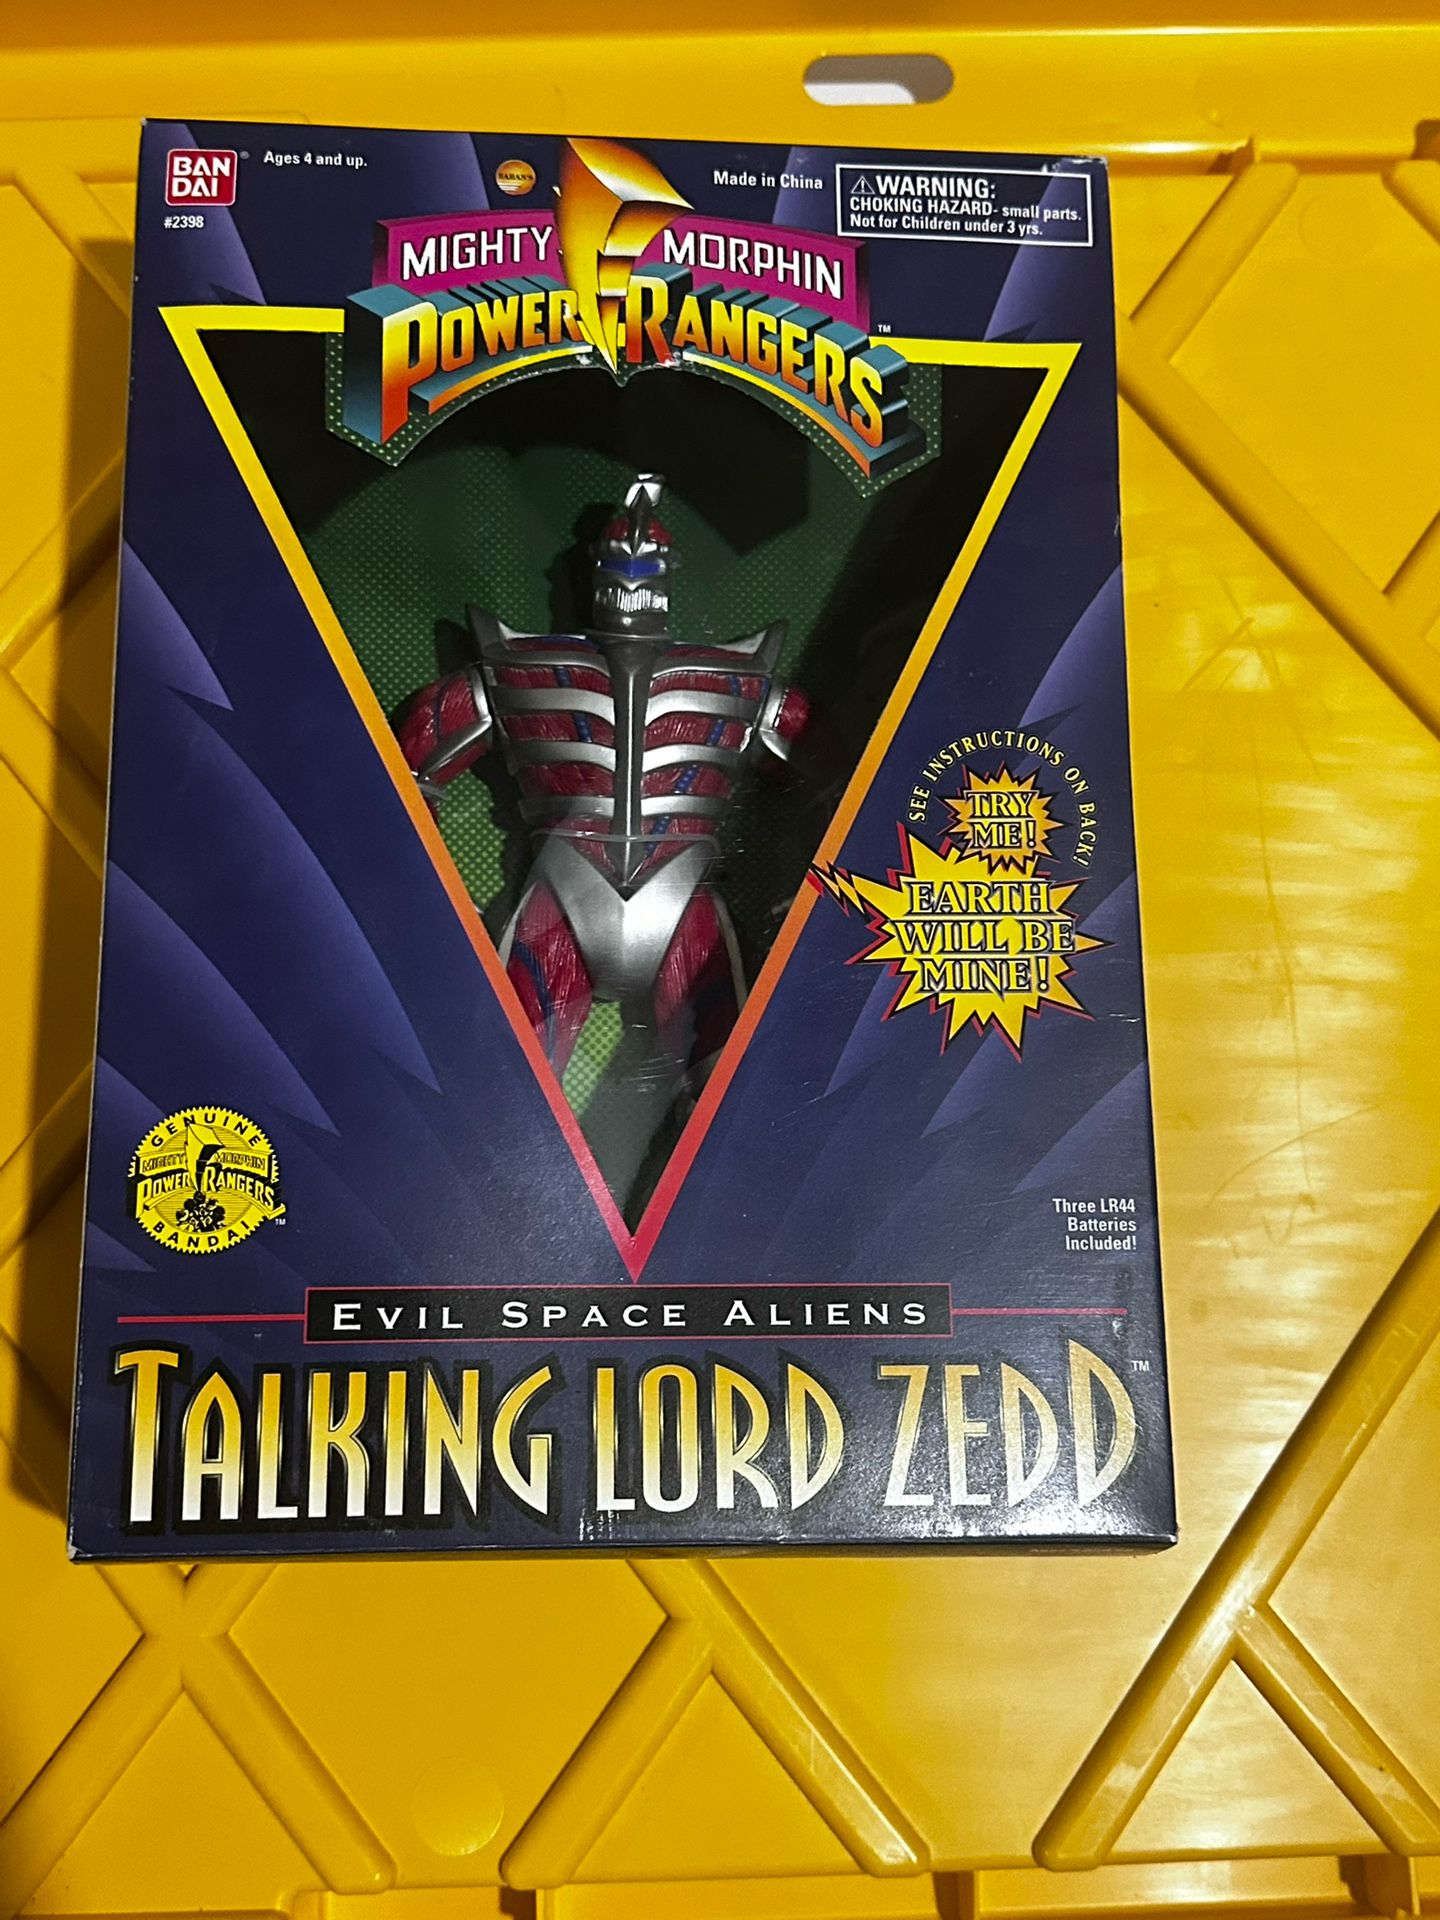 BAN
DAI
®
Ages 4 and up.
#2398
SABAN'S
Made in China
⚠WARNING:
CHOKING HAZARD- small parts.
Not for Children under 3 yrs.
MIGHTY MORPHIN
POWER RANGERS
TM
SEE INSTRUCTIONS ON BACK!
TRY
ME!
EARTH
WILL BE
MINE!
GENUINE
MIGHTY MORPHIN
POWER RANGERS
BANDAI
TM
Three LR44
Batteries
Included!
EVIL SPACE ALIENS
TALKING LORD ZEDD
TM